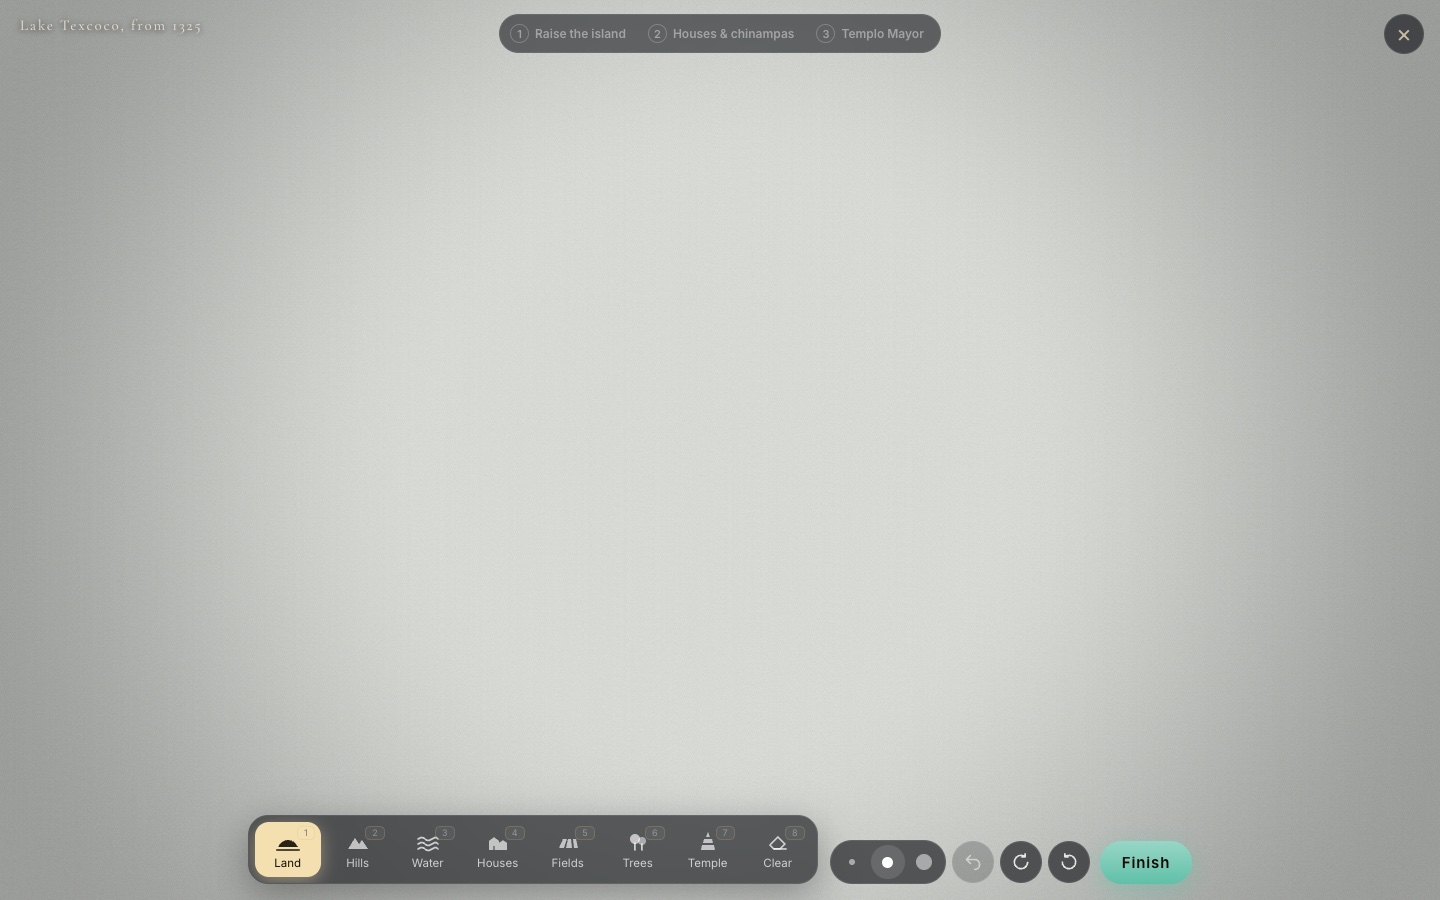 Lake Texcoco, from 1325
1 Raise the island
2 Houses & chinampas
3 Templo Mayor
1 Land
2 Hills
3 Water
4 Houses
5 Fields
6 Trees
7 Temple
8 Clear
Finish